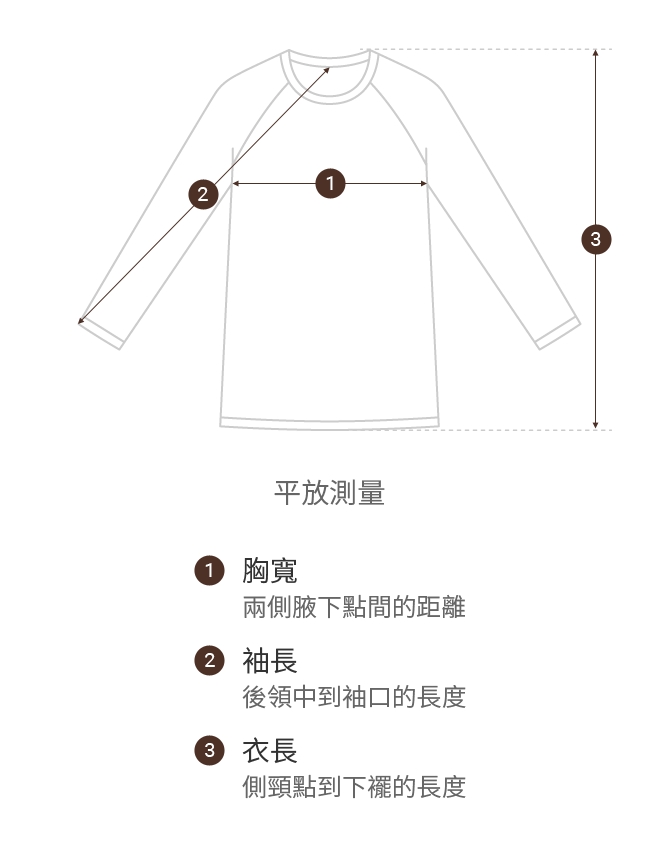 1
2
3
平放測量
1 胸寬
兩側腋下點間的距離
2 袖長
後領中到袖口的長度
3 衣長
側頸點到下襬的長度